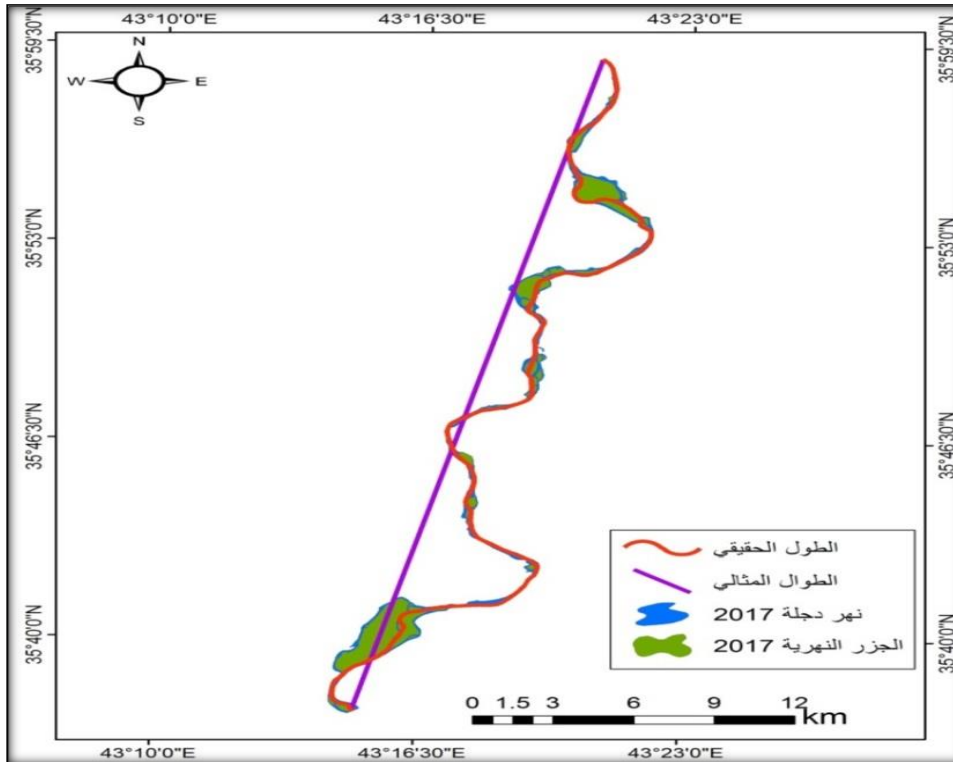 43°10'0"E 43°16'30"E 43°23'0"E
35°59'30"N 35°59'30"N
N
W E
S
35°53'0"N 35°53'0"N
35°46'30"N 35°46'30"N
الطول الحقيقي
الطوال المثالي
نهر دجلة 2017
الجزر النهرية 2017
35°40'0"N 35°40'0"N
0 1.5 3 6 9 12
km
43°10'0"E 43°16'30"E 43°23'0"E